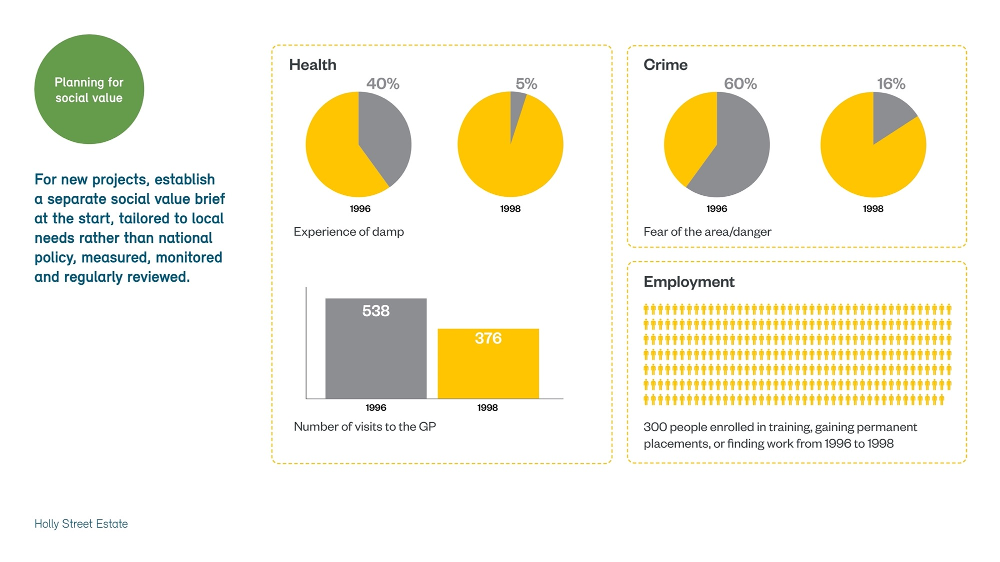 Planning for
social value
For new projects, establish
a separate social value brief
at the start, tailored to local
needs rather than national
policy, measured, monitored
and regularly reviewed.
Holly Street Estate
Health
40%
5%
1996
1998
Experience of damp
538
376
1996
1998
Number of visits to the GP
Crime
60%
16%
1996
1998
Fear of the area/danger
Employment
300 people enrolled in training, gaining permanent
placements, or finding work from 1996 to 1998